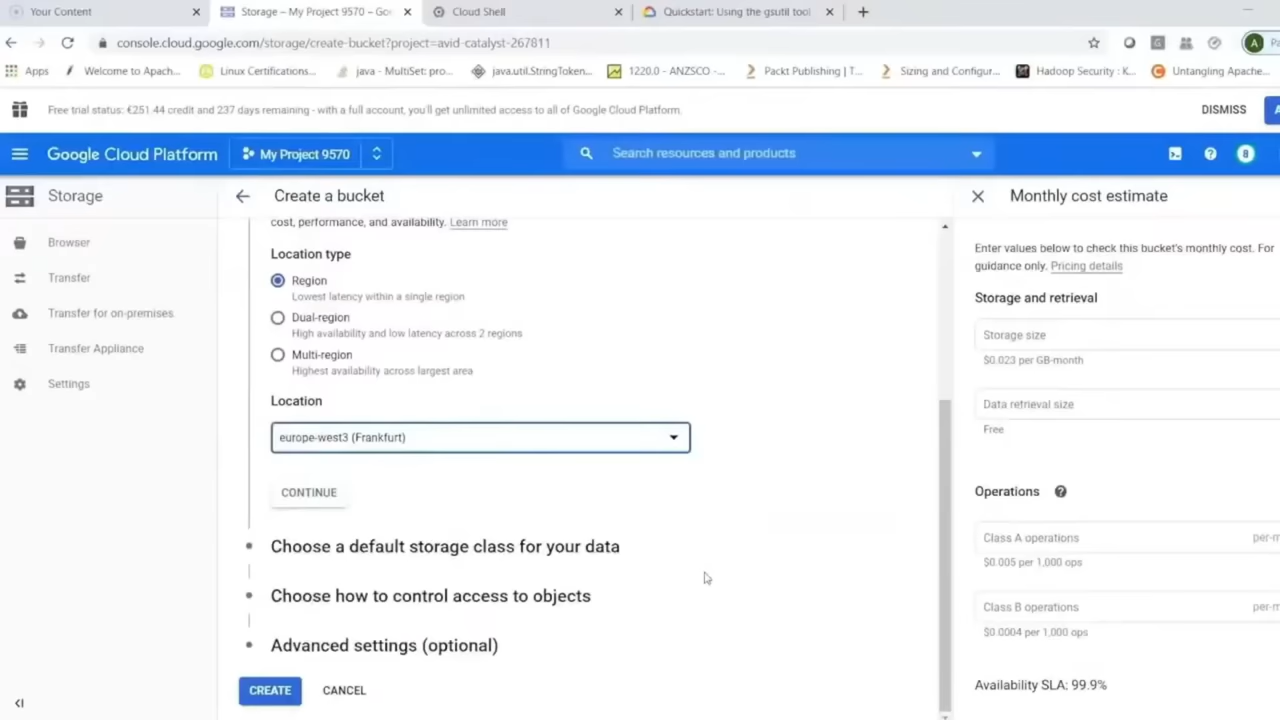 Your Content
Storage – My Project 9570 – Go
Cloud Shell
Quickstart: Using the gsutil tool
console.cloud.google.com/storage/create-bucket?project=avid-catalyst-267811
A
Apps
Welcome to Apach...
Linux Certifications...
java - MultiSet: pro...
java.util.StringToken...
1220.0 - ANZSCO -...
Packt Publishing | T...
Sizing and Configur...
Hadoop Security : K...
Untangling Apache...
Free trial status: €251.44 credit and 237 days remaining - with a full account, you'll get unlimited access to all of Google Cloud Platform.
DISMISS
Google Cloud Platform
My Project 9570
Search resources and products
8
Storage
Create a bucket
Monthly cost estimate
Browser
Transfer
Transfer for on-premises
Transfer Appliance
Settings
cost, performance, and availability. Learn more
Location type
Region
Lowest latency within a single region
Dual-region
High availability and low latency across 2 regions
Multi-region
Highest availability across largest area
Location
europe-west3 (Frankfurt)
CONTINUE
Choose a default storage class for your data
Choose how to control access to objects
Advanced settings (optional)
CREATE
CANCEL
Enter values below to check this bucket's monthly cost. For
guidance only. Pricing details
Storage and retrieval
Storage size
$0.023 per GB-month
Data retrieval size
Free
Operations
Class A operations
per-m
$0.005 per 1,000 ops
Class B operations
per-m
$0.0004 per 1,000 ops
Availability SLA: 99.9%